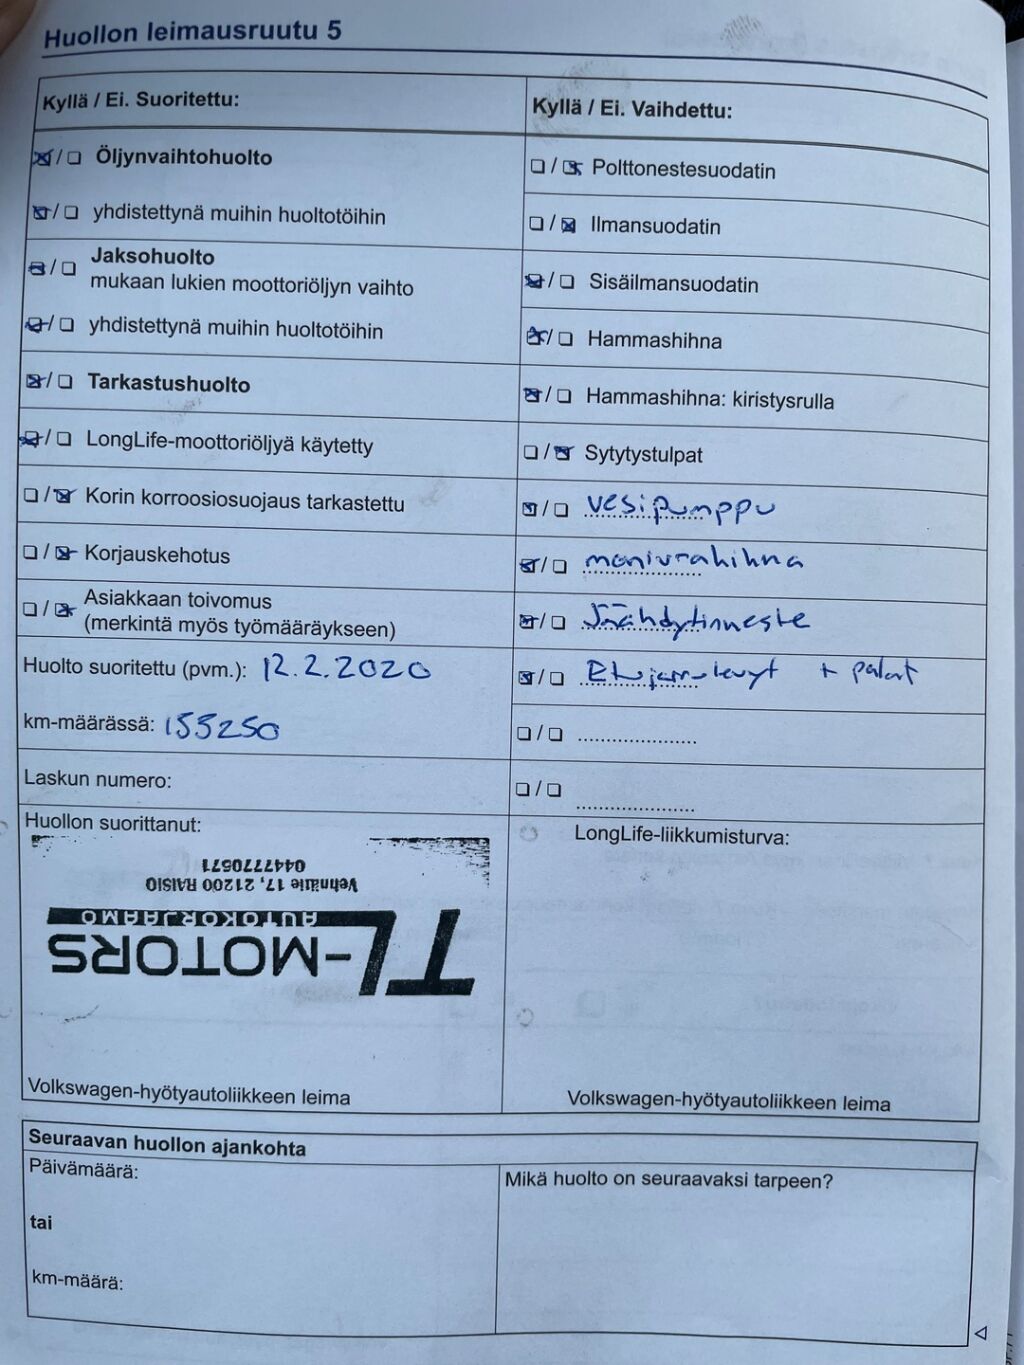 Huollon leimausruutu 5
Kyllä / Ei. Suoritettu:
☒/☐ Öljynvaihtohuolto
☒/☐ yhdistettynä muihin huoltotöihin
☒/☐ Jaksohuolto
mukaan lukien moottoriöljyn vaihto
☒/☐ yhdistettynä muihin huoltotöihin
☒/☐ Tarkastushuolto
☒/☐ LongLife-moottoriöljyä käytetty
☐/☒ Korin korroosiosuojaus tarkastettu
☐/☒ Korjauskehotus
☐/☒ Asiakkaan toivomus
(merkintä myös työmääräykseen)
Huolto suoritettu (pvm.): 12.2.2020
km-määrässä: 153250
Laskun numero:
Huollon suorittanut:
TL-MOTORS
AUTOKORJAAMO
Vehnätie 17, 21200 RAISIO
0447770571
Volkswagen-hyötyautoliikkeen leima
Kyllä / Ei. Vaihdettu:
☐/☒ Polttonestesuodatin
☐/☒ Ilmansuodatin
☒/☐ Sisäilmansuodatin
☒/☐ Hammashihna
☒/☐ Hammashihna: kiristysrulla
☐/☒ Sytytystulpat
☒/☐ vesipumppu
☒/☐ moniurahihna
☒/☐ Jäähdytinneste
☒/☐ Etujarrulevyt + palat
☐/☐ .....................
☐/☐ .....................
LongLife-liikkumisturva:
Volkswagen-hyötyautoliikkeen leima
Seuraavan huollon ajankohta
Päivämäärä:
tai
km-määrä:
Mikä huolto on seuraavaksi tarpeen?